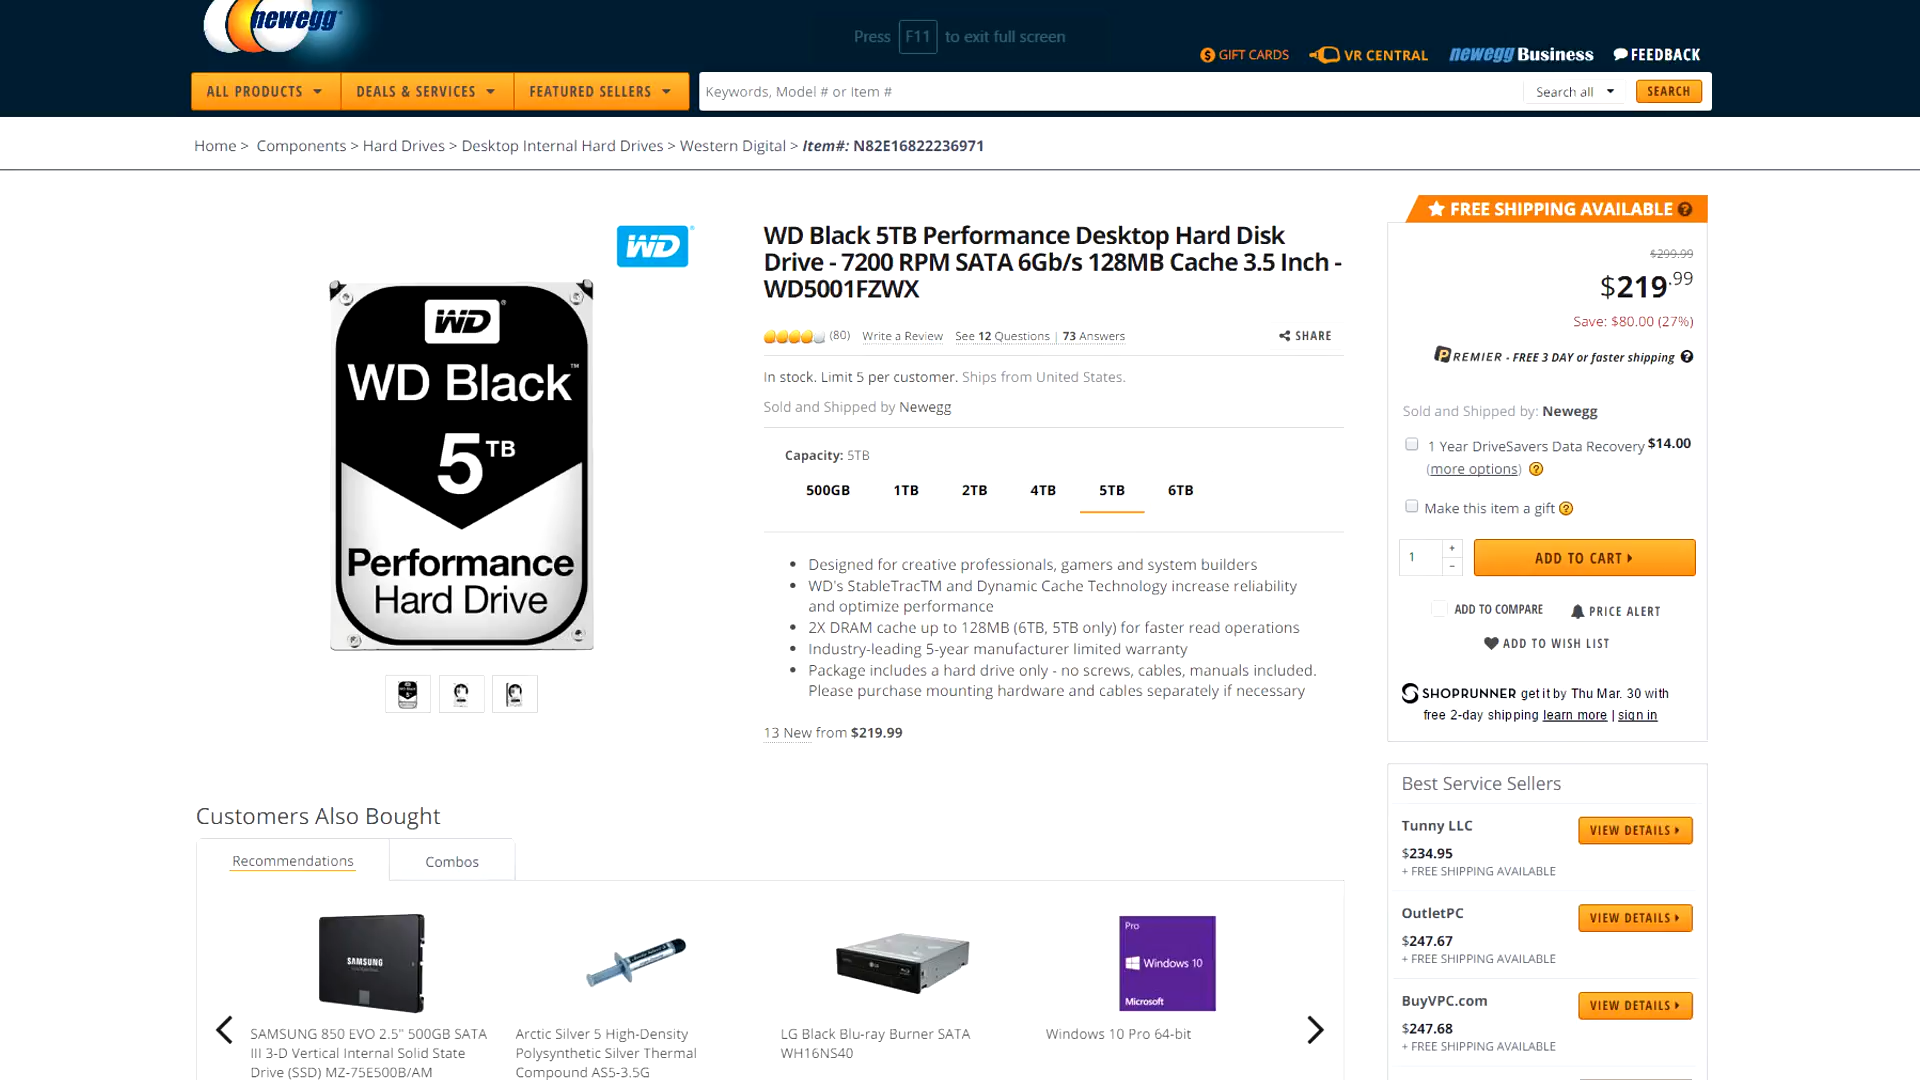 newegg
Press F11 to exit full screen
GIFT CARDS
VR CENTRAL
newegg Business
FEEDBACK
ALL PRODUCTS
DEALS & SERVICES
FEATURED SELLERS
Keywords, Model # or Item #
Search all
SEARCH
Home > Components > Hard Drives > Desktop Internal Hard Drives > Western Digital > Item#: N82E16822236971
WD
WD
WD Black™
5TB
Performance
Hard Drive
WD Black 5TB Performance Desktop Hard Disk
Drive - 7200 RPM SATA 6Gb/s 128MB Cache 3.5 Inch -
WD5001FZWX
(80) Write a Review See 12 Questions | 73 Answers
SHARE
In stock. Limit 5 per customer. Ships from United States.
Sold and Shipped by Newegg
Capacity: 5TB
500GB 1TB 2TB 4TB 5TB 6TB
• Designed for creative professionals, gamers and system builders
• WD's StableTracTM and Dynamic Cache Technology increase reliability
and optimize performance
• 2X DRAM cache up to 128MB (6TB, 5TB only) for faster read operations
• Industry-leading 5-year manufacturer limited warranty
• Package includes a hard drive only - no screws, cables, manuals included.
Please purchase mounting hardware and cables separately if necessary
13 New from $219.99
FREE SHIPPING AVAILABLE ?
$299.99
$219.99
Save: $80.00 (27%)
PREMIER - FREE 3 DAY or faster shipping ?
Sold and Shipped by: Newegg
1 Year DriveSavers Data Recovery $14.00
(more options) ?
Make this item a gift ?
1 + -
ADD TO CART
ADD TO COMPARE
PRICE ALERT
ADD TO WISH LIST
SHOPRUNNER get it by Thu Mar. 30 with
free 2-day shipping learn more | sign in
Best Service Sellers
Tunny LLC
VIEW DETAILS
$234.95
+ FREE SHIPPING AVAILABLE
OutletPC
VIEW DETAILS
$247.67
+ FREE SHIPPING AVAILABLE
BuyVPC.com
VIEW DETAILS
$247.68
+ FREE SHIPPING AVAILABLE
Customers Also Bought
Recommendations
Combos
SAMSUNG
Pro
Windows 10
Microsoft
SAMSUNG 850 EVO 2.5" 500GB SATA
III 3-D Vertical Internal Solid State
Drive (SSD) MZ-75E500B/AM
Arctic Silver 5 High-Density
Polysynthetic Silver Thermal
Compound AS5-3.5G
LG Black Blu-ray Burner SATA
WH16NS40
Windows 10 Pro 64-bit